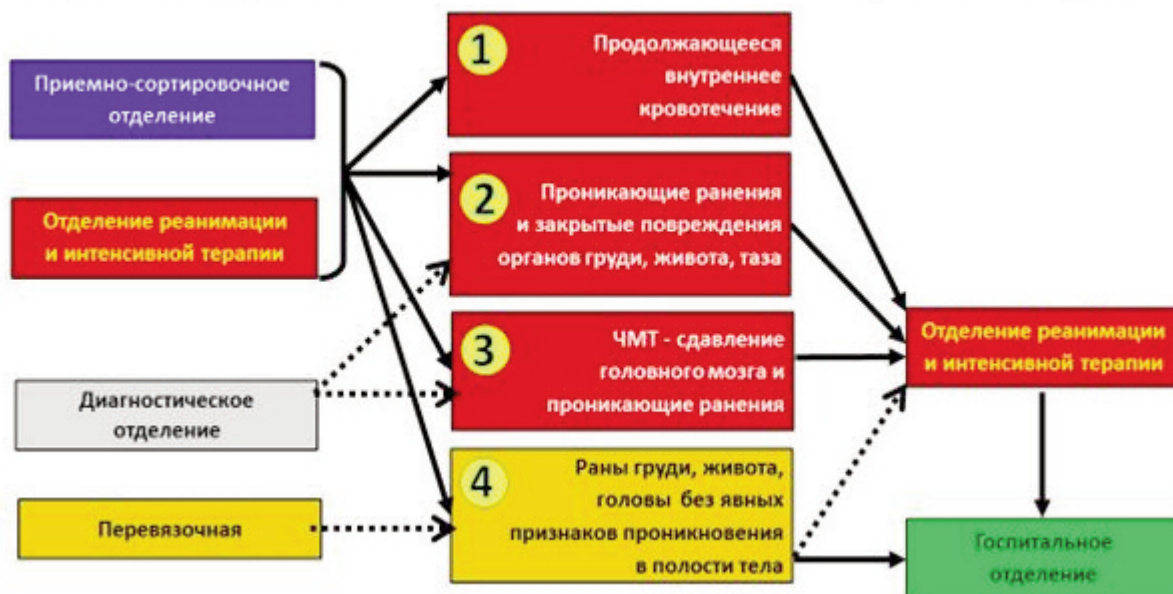 Приемно-сортировочное
отделение
Отделение реанимации
и интенсивной терапии
Диагностическое
отделение
Перевязочная
1
Продолжающееся
внутреннее
кровотечение
2
Проникающие ранения
и закрытые повреждения
органов груди, живота, таза
3
ЧМТ - сдавление
головного мозга и
проникающие ранения
4
Раны груди, живота,
головы без явных
признаков проникновения
в полости тела
Отделение реанимации
и интенсивной терапии
Госпитальное
отделение